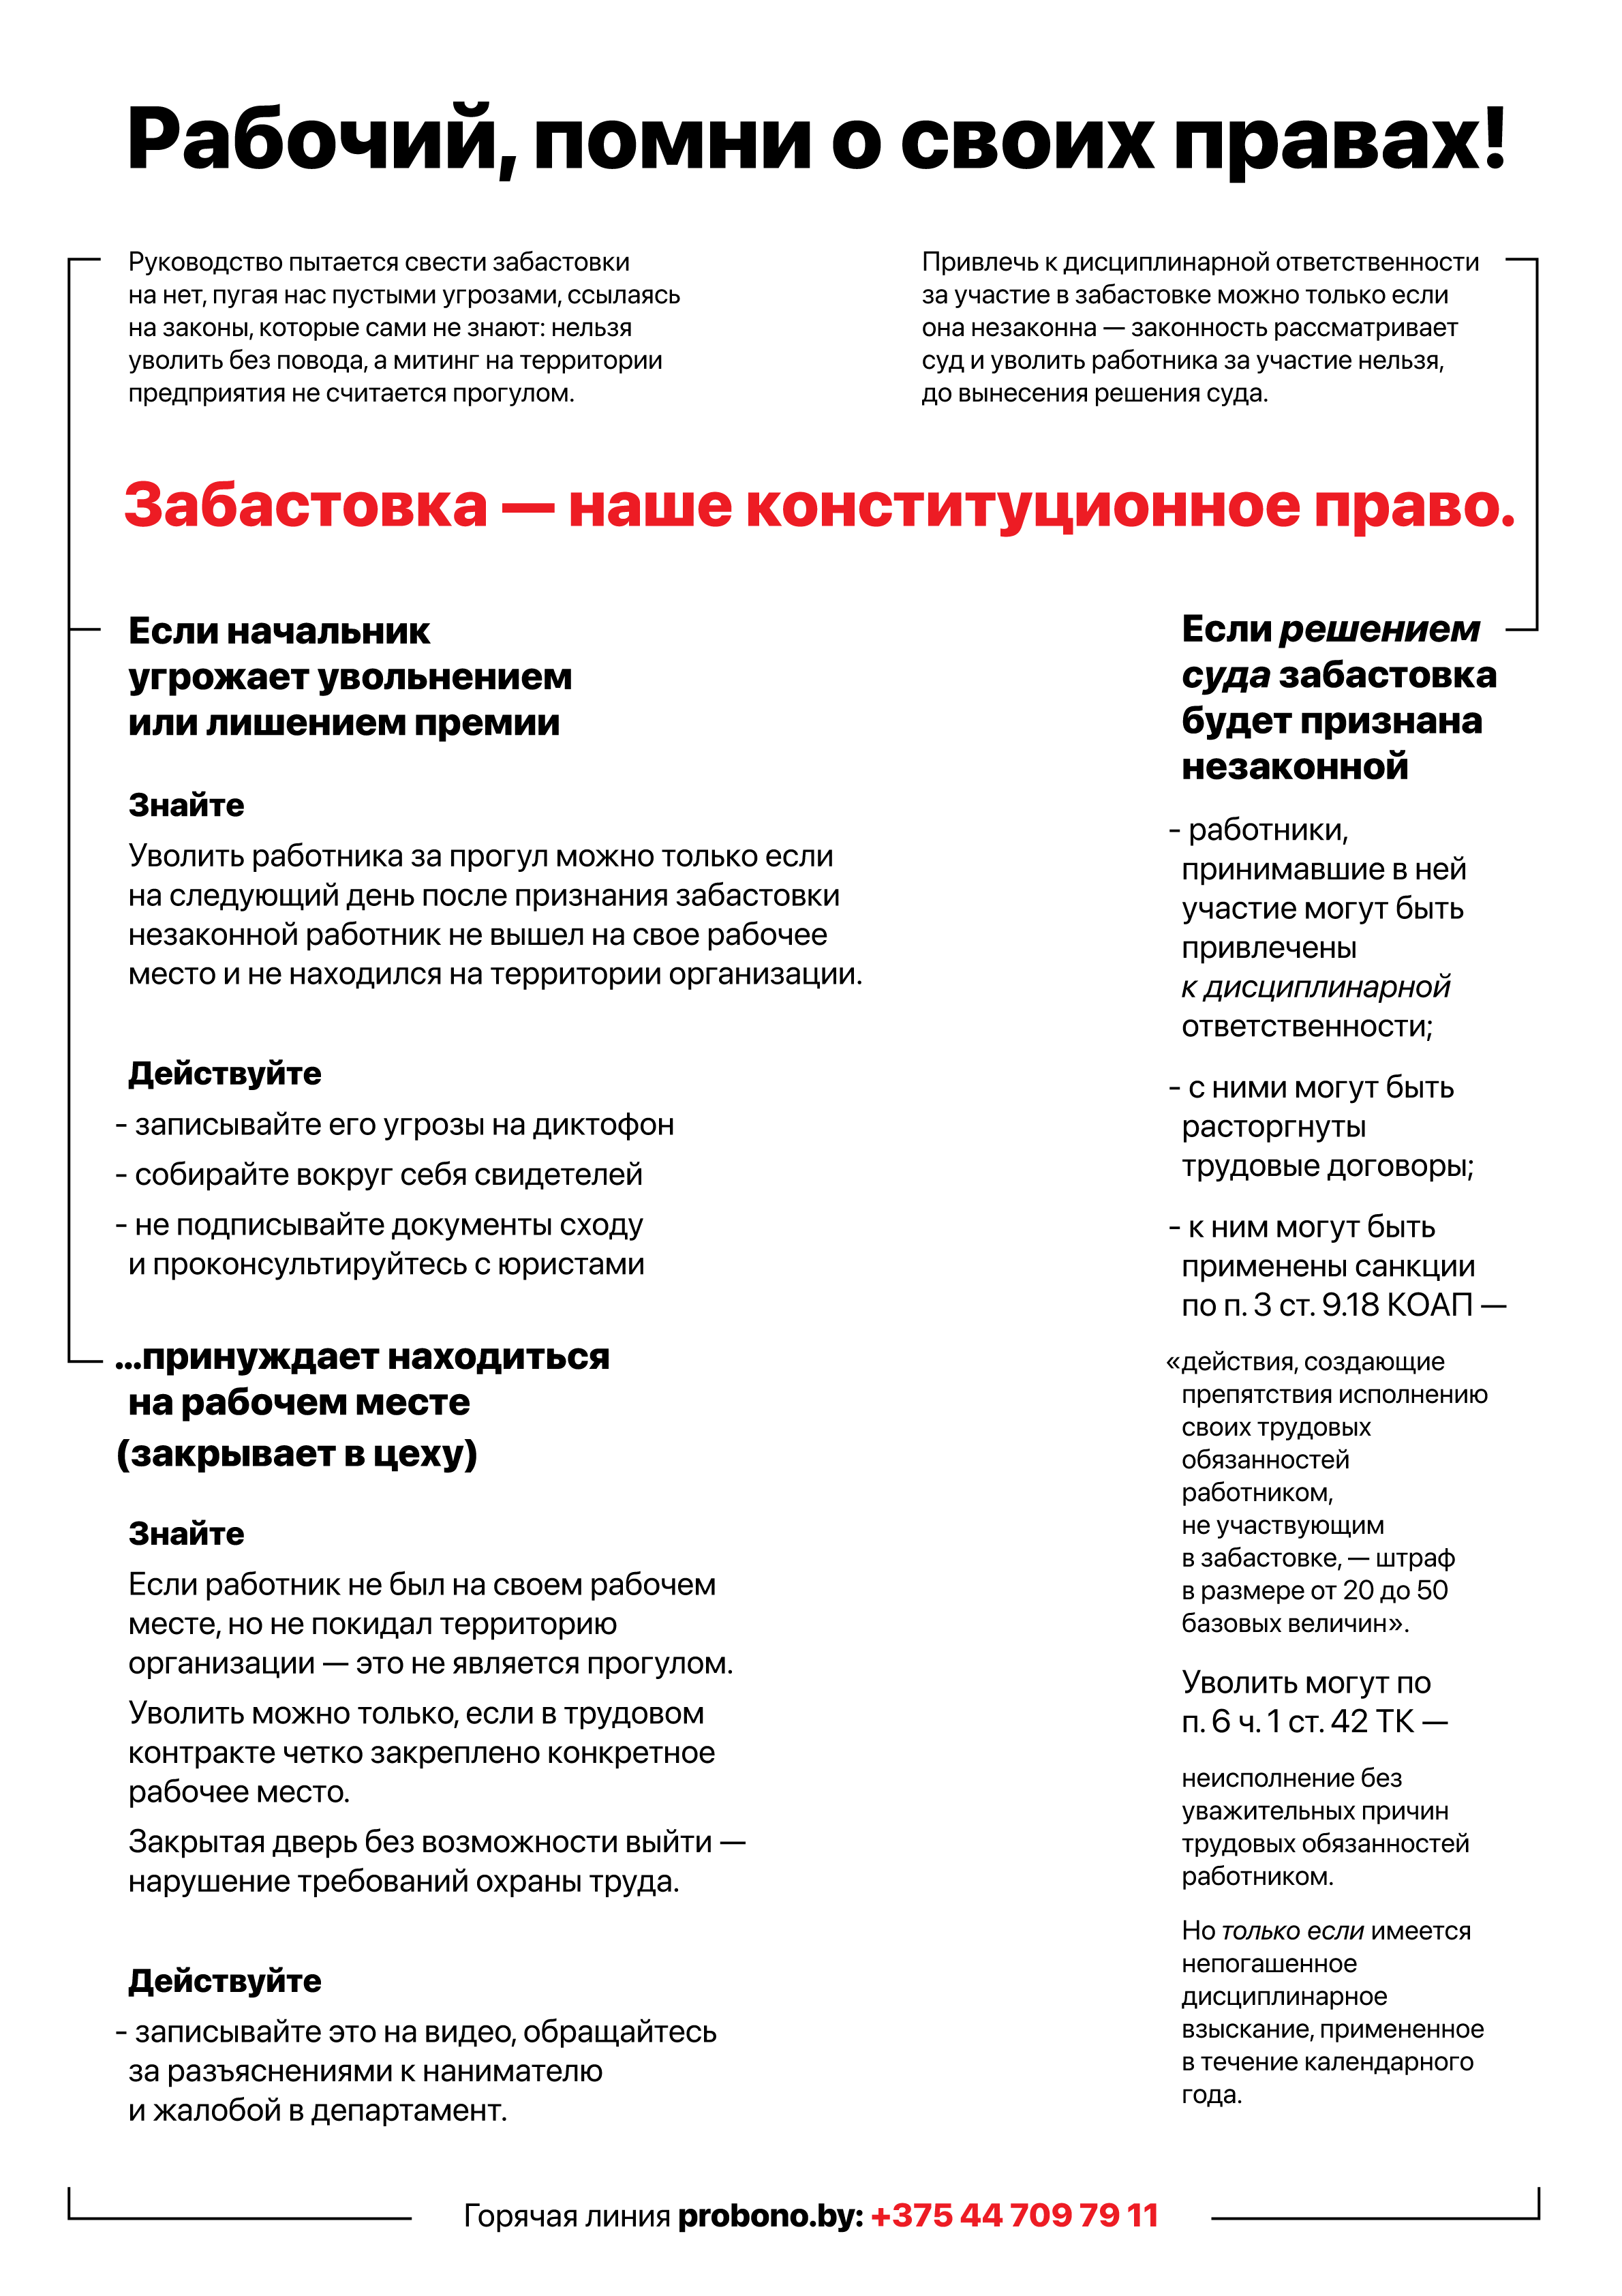 Рабочий, помни о своих правах!
Руководство пытается свести забастовки
на нет, пугая нас пустыми угрозами, ссылаясь
на законы, которые сами не знают: нельзя
уволить без повода, а митинг на территории
предприятия не считается прогулом.
Привлечь к дисциплинарной ответственности
за участие в забастовке можно только если
она незаконна — законность рассматривает
суд и уволить работника за участие нельзя,
до вынесения решения суда.
Забастовка — наше конституционное право.
Если начальник
угрожает увольнением
или лишением премии
Знайте
Уволить работника за прогул можно только если
на следующий день после признания забастовки
незаконной работник не вышел на свое рабочее
место и не находился на территории организации.
Действуйте
- записывайте его угрозы на диктофон
- собирайте вокруг себя свидетелей
- не подписывайте документы сходу
и проконсультируйтесь с юристами
...принуждает находиться
на рабочем месте
(закрывает в цеху)
Знайте
Если работник не был на своем рабочем
месте, но не покидал территорию
организации — это не является прогулом.
Уволить можно только, если в трудовом
контракте четко закреплено конкретное
рабочее место.
Закрытая дверь без возможности выйти —
нарушение требований охраны труда.
Действуйте
- записывайте это на видео, обращайтесь
за разъяснениями к нанимателю
и жалобой в департамент.
Если решением
суда забастовка
будет признана
незаконной
- работники,
принимавшие в ней
участие могут быть
привлечены
к дисциплинарной
ответственности;
- с ними могут быть
расторгнуты
трудовые договоры;
- к ним могут быть
применены санкции
по п. 3 ст. 9.18 КОАП —
«действия, создающие
препятствия исполнению
своих трудовых
обязанностей
работником,
не участвующим
в забастовке, — штраф
в размере от 20 до 50
базовых величин».
Уволить могут по
п. 6 ч. 1 ст. 42 ТК —
неисполнение без
уважительных причин
трудовых обязанностей
работником.
Но только если имеется
непогашенное
дисциплинарное
взыскание, примененное
в течение календарного
года.
Горячая линия probono.by: +375 44 709 79 11